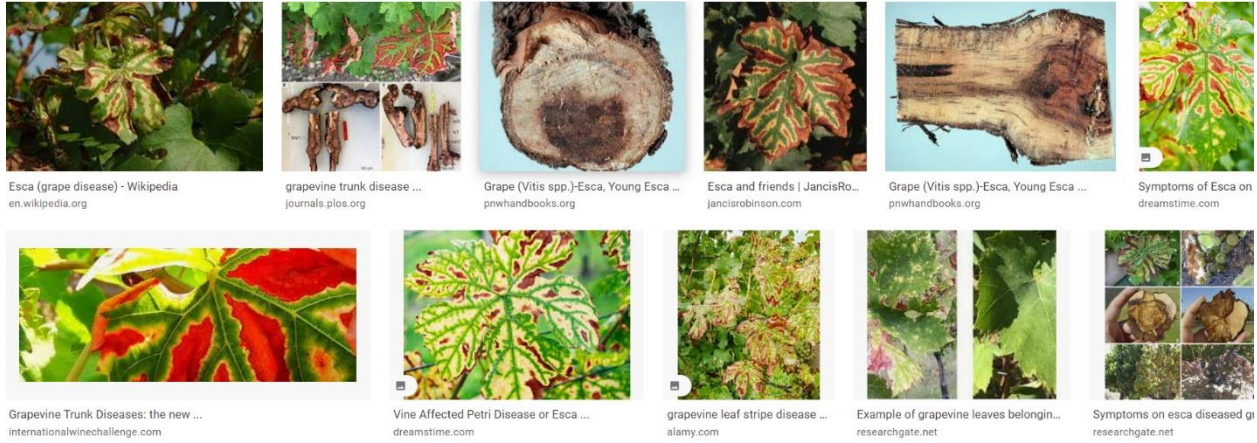 Esca (grape disease) - Wikipedia
en.wikipedia.org
grapevine trunk disease ...
journals.plos.org
Grape (Vitis spp.)-Esca, Young Esca ...
pnwhandbooks.org
Esca and friends | JancisRo...
jancisrobinson.com
Grape (Vitis spp.)-Esca, Young Esca ...
pnwhandbooks.org
Symptoms of Esca on
dreamstime.com
Grapevine Trunk Diseases: the new ...
internationalwinechallenge.com
Vine Affected Petri Disease or Esca ...
dreamstime.com
grapevine leaf stripe disease ...
alamy.com
Example of grapevine leaves belongin...
researchgate.net
Symptoms on esca diseased gr
researchgate.net